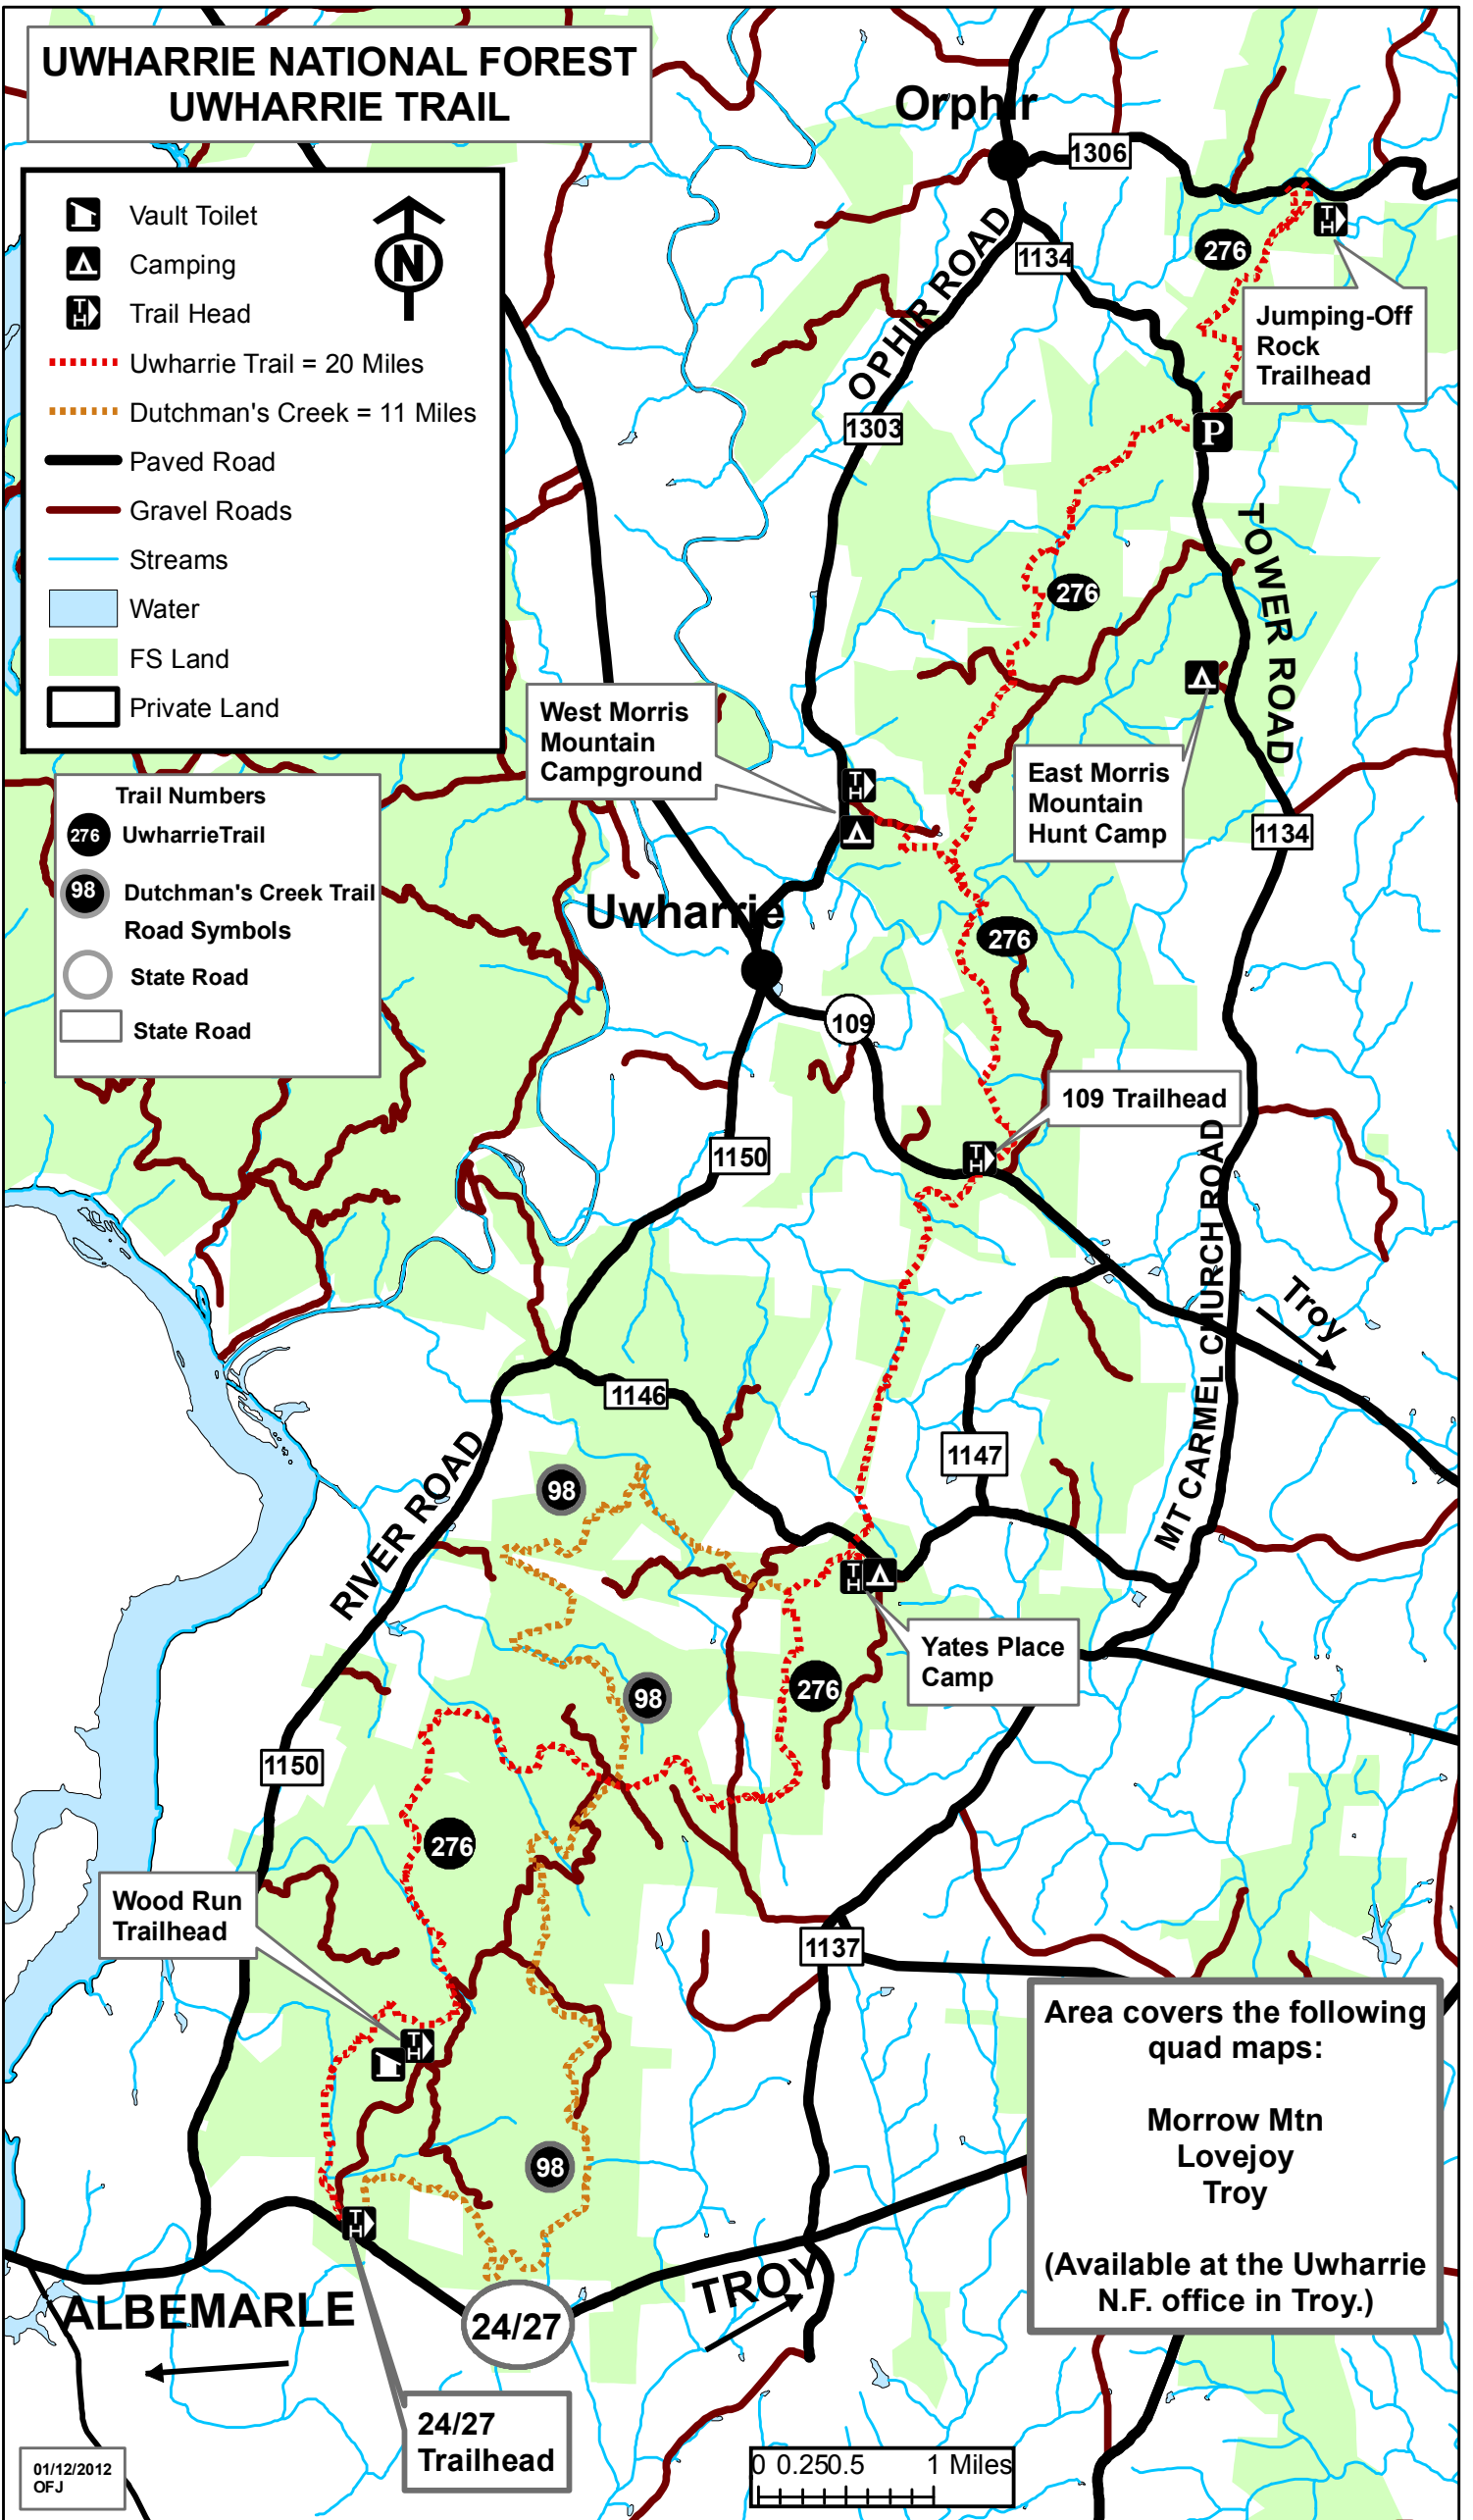 UWHARRIE NATIONAL FOREST
UWHARRIE TRAIL
Vault Toilet
Camping
Trail Head
Uwharrie Trail = 20 Miles
Dutchman's Creek = 11 Miles
Paved Road
Gravel Roads
Streams
Water
FS Land
Private Land
N
Trail Numbers
276 UwharrieTrail
98 Dutchman's Creek Trail
Road Symbols
State Road
State Road
Orphir
1306
TH
276
1134
OPHIR ROAD
Jumping-Off
Rock
Trailhead
1303
P
TOWER ROAD
276
West Morris
Mountain
Campground
TH
East Morris
Mountain
Hunt Camp
1134
Uwharrie
276
109
109 Trailhead
TH
1150
MT CARMEL CHURCH ROAD
Troy
1146
1147
RIVER ROAD
98
TH
Yates Place
Camp
98
276
1150
276
Wood Run
Trailhead
1137
TH
98
TH
Area covers the following
quad maps:
Morrow Mtn
Lovejoy
Troy
(Available at the Uwharrie
N.F. office in Troy.)
ALBEMARLE
24/27
TROY
24/27
Trailhead
01/12/2012
OFJ
0 0.250.5 1 Miles